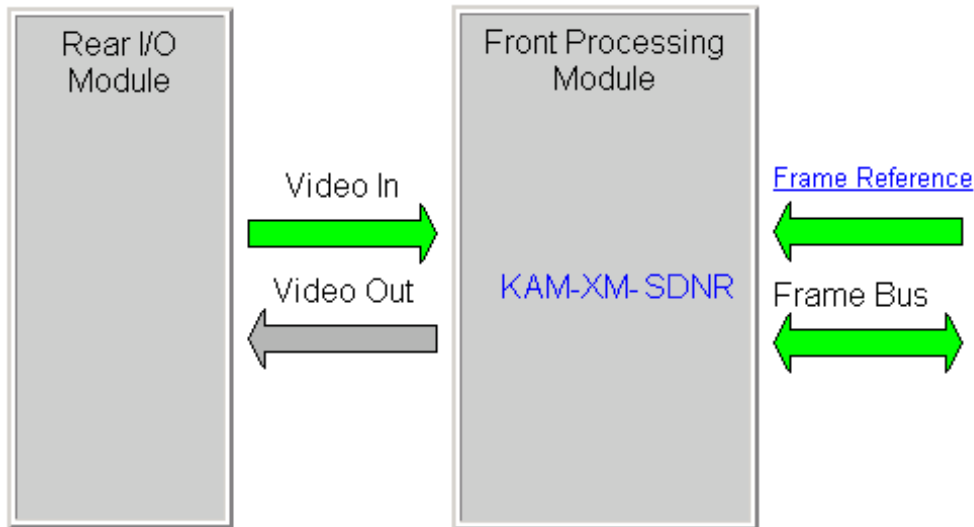 Rear I/O
Module
Front Processing
Module
Video In
Frame Reference
Video Out
KAM-XM- SDNR
Frame Bus